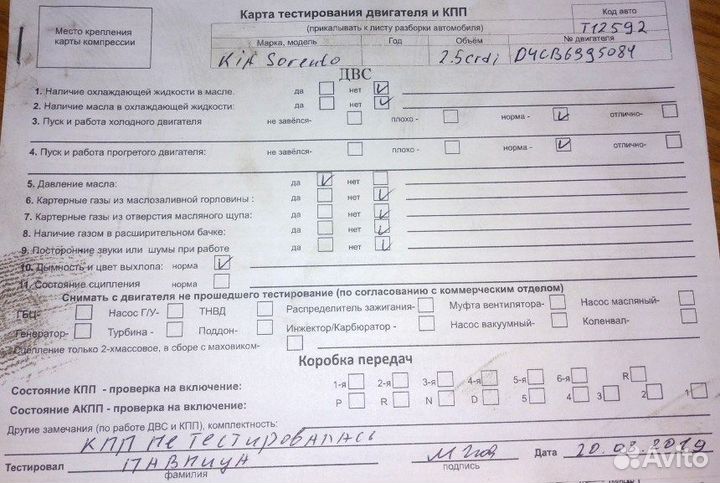 Карта тестирования двигателя и КПП
Место крепления карты компрессии
(прикалывать к листу разборки автомобиля)
Код авто
T12592
Марка, модель Год Объём № двигателя
KiA Sorento 2.5crdi D4CB6995084
ДВС
1. Наличие охлаждающей жидкости в масле. да нет
2. Наличие масла в охлаждающей жидкости: да нет
3. Пуск и работа холодного двигателя не завёлся- плохо - норма - отлично-
4. Пуск и работа прогретого двигателя: не завёлся- плохо - норма - отлично-
5. Давление масла: да нет
6. Картерные газы из маслозаливной горловины : да нет
7. Картерные газы из отверстия масляного щупа: да нет
8. Наличие газом в расширительном бачке: да нет
9. Посторонние звуки или шумы при работе да нет
10. Дымность и цвет выхлопа: норма
11. Состояние сцепления норма
Снимать с двигателя не прошедшего тестирование (по согласованию с коммерческим отделом)
ГБЦ- Насос Г/У- ТНВД Распределитель зажигания- Муфта вентилятора- Насос масляный-
Генератор- Турбина - Поддон- Инжектор/Карбюратор - Насос вакуумный- Коленвал-
Сцепление только 2-хмассовое, в сборе с маховиком-
Коробка передач
Состояние КПП - проверка на включение: 1-я 2-я 3-я 4-я 5-я 6-я R
Состояние АКПП - проверка на включение: P R N D 5 4 3 2 1
Другие замечания (по работе ДВС и КПП), комплектность:
КПП не тестировалась
Тестировал Дата 20.03.2019
фамилия подпись
Avito